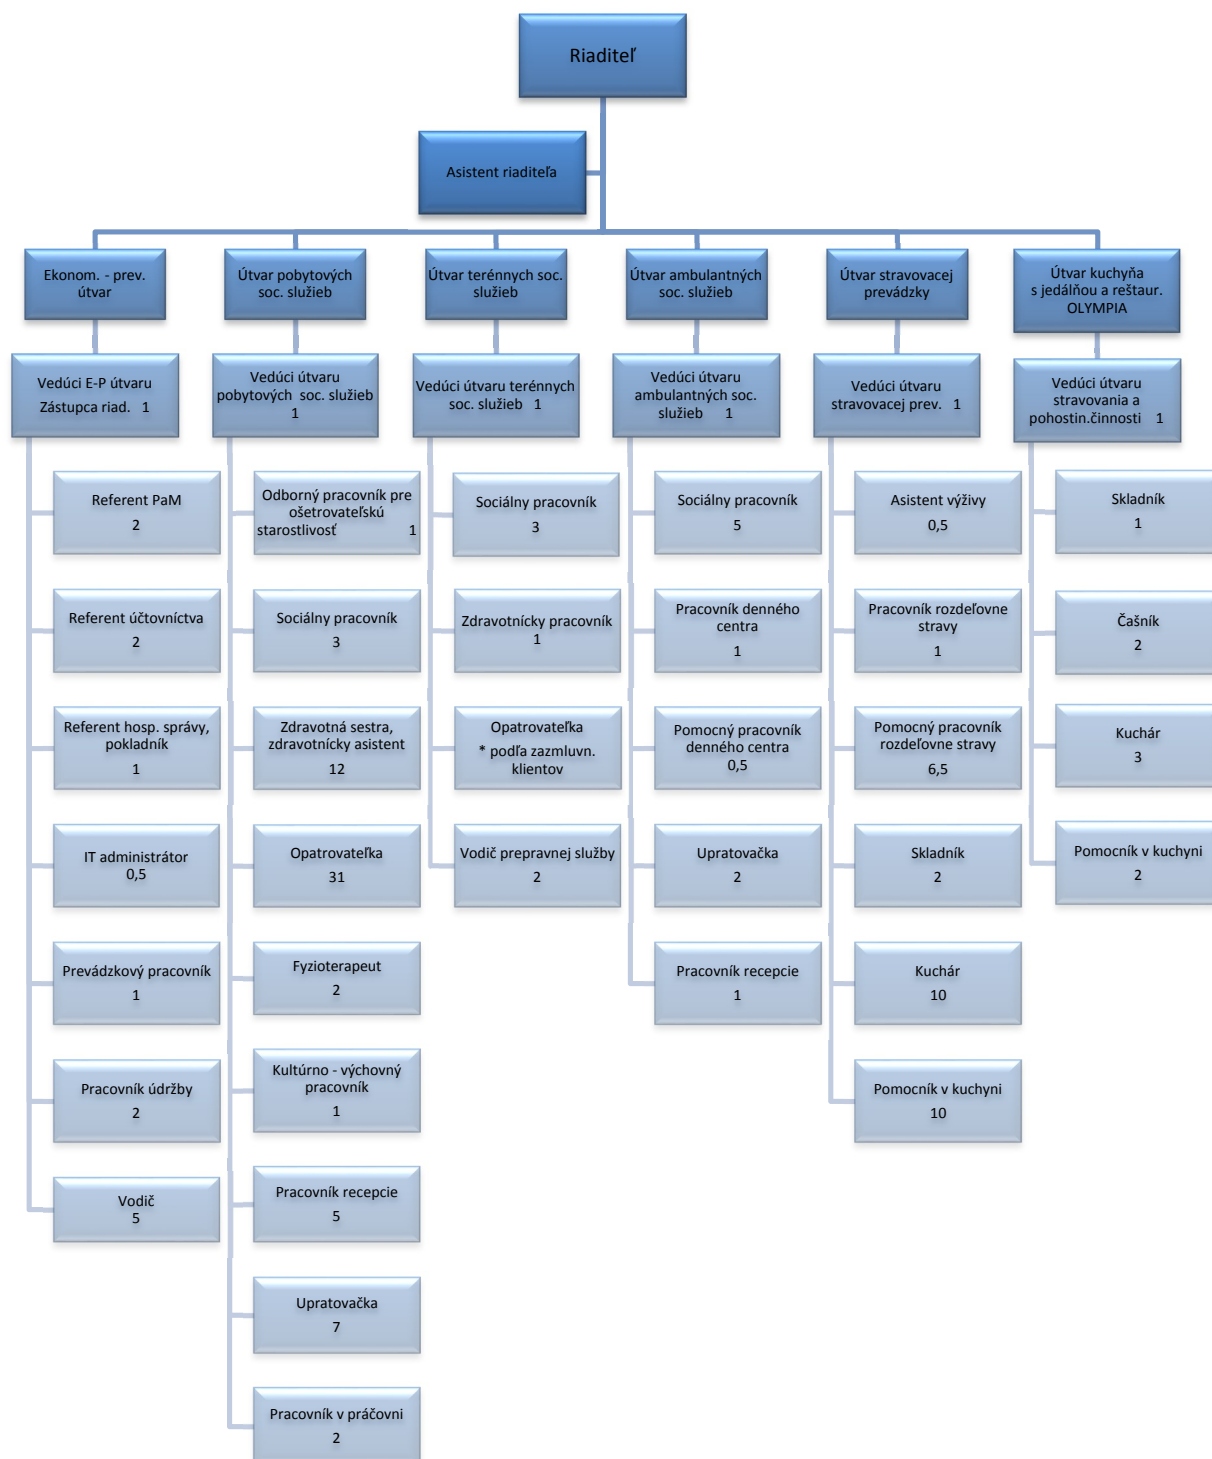 Riaditeľ
Asistent riaditeľa
Ekonom. - prev.
útvar
Útvar pobytových
soc. služieb
Útvar terénnych soc.
služieb
Útvar ambulantných
soc. služieb
Útvar stravovacej
prevádzky
Útvar kuchyňa
s jedálňou a reštaur.
OLYMPIA
Vedúci E-P útvaru
Zástupca riad. 1
Vedúci útvaru
pobytových soc. služieb
1
Vedúci útvaru terénnych
soc. služieb 1
Vedúci útvaru
ambulantných soc.
služieb 1
Vedúci útvaru
stravovacej prev. 1
Vedúci útvaru
stravovania a
pohostin.činnosti 1
Referent PaM
2
Referent účtovníctva
2
Referent hosp. správy,
pokladník
1
IT administrátor
0,5
Prevádzkový pracovník
1
Pracovník údržby
2
Vodič
5
Odborný pracovník pre
ošetrovateľskú
starostlivosť 1
Sociálny pracovník
3
Zdravotná sestra,
zdravotnícky asistent
12
Opatrovateľka
31
Fyzioterapeut
2
Kultúrno - výchovný
pracovník
1
Pracovník recepcie
5
Upratovačka
7
Pracovník v práčovni
2
Sociálny pracovník
3
Zdravotnícky pracovník
1
Opatrovateľka
* podľa zazmluvn.
klientov
Vodič prepravnej služby
2
Sociálny pracovník
5
Pracovník denného
centra
1
Pomocný pracovník
denného centra
0,5
Upratovačka
2
Pracovník recepcie
1
Asistent výživy
0,5
Pracovník rozdeľovne
stravy
1
Pomocný pracovník
rozdeľovne stravy
6,5
Skladník
2
Kuchár
10
Pomocník v kuchyni
10
Skladník
1
Čašník
2
Kuchár
3
Pomocník v kuchyni
2